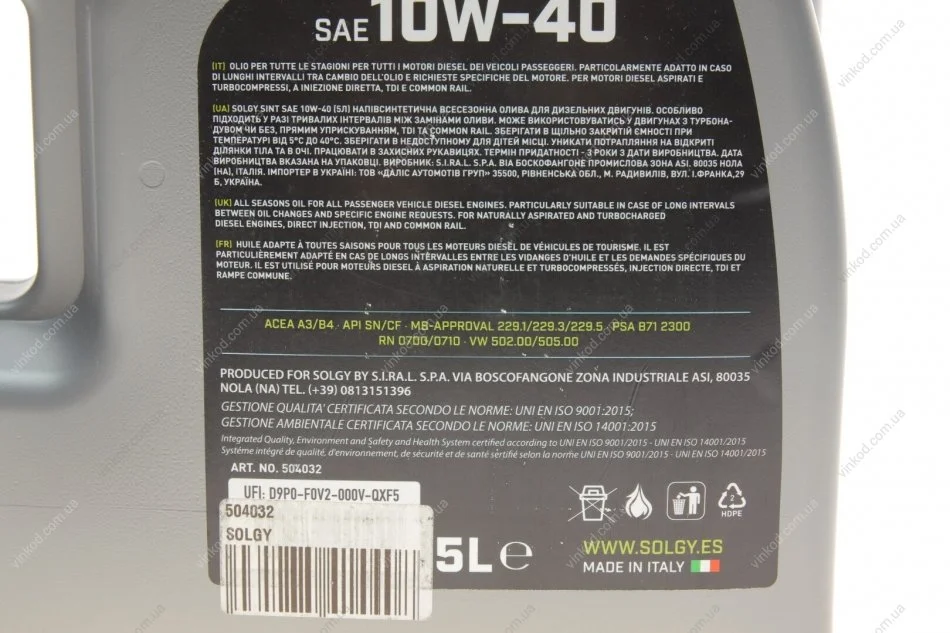 SAE 10W-40
[IT] OLIO PER TUTTE LE STAGIONI PER TUTTI I MOTORI DIESEL DEI VEICOLI PASSEGGERI. PARTICOLARMENTE ADATTO IN CASO
DI LUNGHI INTERVALLI TRA CAMBIO DELL'OLIO E RICHIESTE SPECIFICHE DEL MOTORE. PER MOTORI DIESEL ASPIRATI E
TURBOCOMPRESSI, A INIEZIONE DIRETTA, TDI E COMMON RAIL.
[UA] SOLGY SINT SAE 10W-40 (5Л) НАПІВСИНТЕТИЧНА ВСЕСЕЗОННА ОЛИВА ДЛЯ ДИЗЕЛЬНИХ ДВИГУНІВ. ОСОБЛИВО
ПІДХОДИТЬ У РАЗІ ТРИВАЛИХ ІНТЕРВАЛІВ МІЖ ЗАМІНАМИ ОЛИВИ. МОЖЕ ВИКОРИСТОВУВАТИСЬ У ДВИГУНАХ З ТУРБОНА-
ДУВОМ ЧИ БЕЗ, ПРЯМИМ УПРИСКУВАННЯМ, TDI ТА COMMON RAIL. ЗБЕРІГАТИ В ЩІЛЬНО ЗАКРИТІЙ ЄМНОСТІ ПРИ
ТЕМПЕРАТУРІ ВІД 5°C ДО 40°C. ЗБЕРІГАТИ В НЕДОСТУПНОМУ ДЛЯ ДІТЕЙ МІСЦІ. УНИКАТИ ПОТРАПЛЯННЯ НА ВІДКРИТІ
ДІЛЯНКИ ТІЛА ТА В ОЧІ. ПРАЦЮВАТИ В ЗАХИСНИХ РУКАВИЦЯХ. ТЕРМІН ПРИДАТНОСТІ - 3 РОКИ З ДАТИ ВИРОБНИЦТВА. ДАТА
ВИРОБНИЦТВА ВКАЗАНА НА УПАКОВЦІ. ВИРОБНИК: S.I.RA.L. S.P.A. ВІА БОСКОФАНГОНЕ ПРОМИСЛОВА ЗОНА ASI. 80035 НОЛА
(НА), ІТАЛІЯ. ІМПОРТЕР В УКРАЇНІ: ТОВ «ДАЛІС АУТОМОТІВ ГРУП» 35500, РІВНЕНСЬКА ОБЛ., М. РАДИВИЛІВ, ВУЛ. І.ФРАНКА,29
Б, УКРАЇНА.
[UK] ALL SEASONS OIL FOR ALL PASSENGER VEHICLE DIESEL ENGINES. PARTICULARLY SUITABLE IN CASE OF LONG INTERVALS
BETWEEN OIL CHANGES AND SPECIFIC ENGINE REQUESTS. FOR NATURALLY ASPIRATED AND TURBOCHARGED
DIESEL ENGINES, DIRECT INJECTION, TDI AND COMMON RAIL.
[FR] HUILE ADAPTE À TOUTES SAISONS POUR TOUS LES MOTEURS DIESEL DE VÉHICULES DE TOURISME. IL EST
PARTICULIÈREMENT ADAPTÉ EN CAS DE LONGS INTERVALLES ENTRE LES VIDANGES D'HUILE ET LES DEMANDES SPÉCIFIQUES DU
MOTEUR. IL EST UTILISÉ POUR MOTEURS DIESEL À ASPIRATION NATURELLE ET TURBOCOMPRESSÉS, INJECTION DIRECTE, TDI ET
RAMPE COMMUNE.
ACEA A3/B4 · API SN/CF · MB-APPROVAL 229.1/229.3/229.5 · PSA B71 2300
RN 0700/0710 · VW 502.00/505.00
PRODUCED FOR SOLGY BY S.I.RA.L. S.P.A. VIA BOSCOFANGONE ZONA INDUSTRIALE ASI, 80035
NOLA (NA) TEL. (+39) 0813151396
GESTIONE QUALITA' CERTIFICATA SECONDO LE NORME: UNI EN ISO 9001:2015;
GESTIONE AMBIENTALE CERTIFICATA SECONDO LE NORME: UNI EN ISO 14001:2015
Integrated Quality, Environment and Safety and Health System certified according to UNI EN ISO 9001/2015 - UNI EN ISO 14001/2015
Système intégré de qualité, d'environnement, de sécurité et de santé sertifié selon la norme UNI EN ISO 9001/2015 - UNI EN ISO 14001/2015
ART. NO. 504032
UFI: D9P0-F0V2-000V-QXF5
504032
SOLGY
5L e
2
HDPE
WWW.SOLGY.ES
MADE IN ITALY
vinkod.com.ua